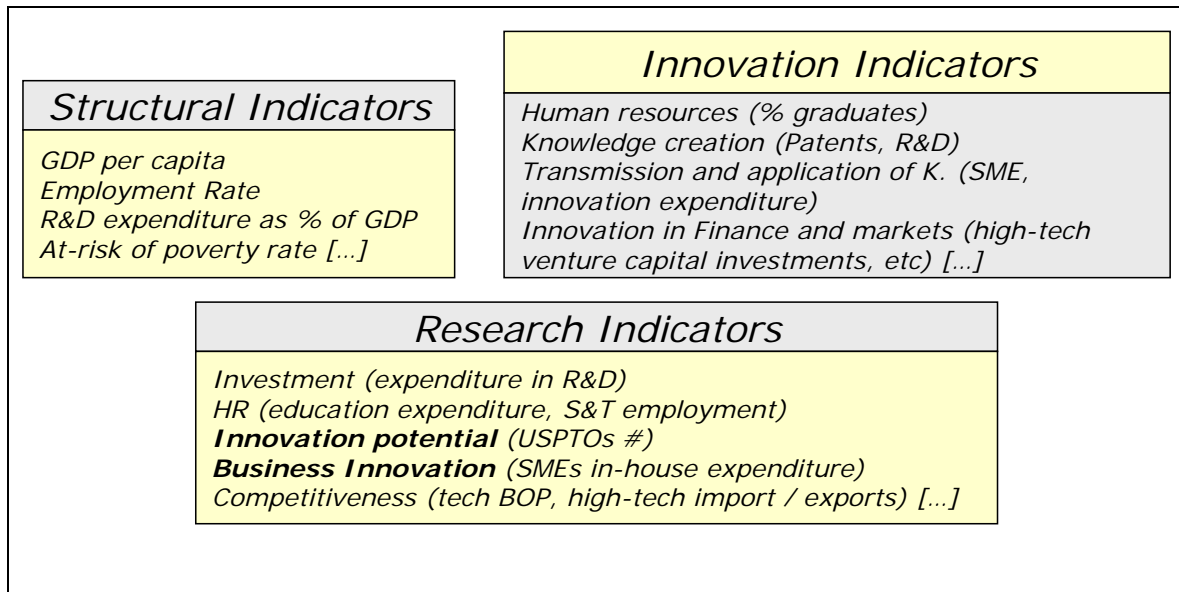 Structural Indicators
GDP per capita
Employment Rate
R&D expenditure as % of GDP
At-risk of poverty rate [...]
Innovation Indicators
Human resources (% graduates)
Knowledge creation (Patents, R&D)
Transmission and application of K. (SME,
innovation expenditure)
Innovation in Finance and markets (high-tech
venture capital investments, etc) [...]
Research Indicators
Investment (expenditure in R&D)
HR (education expenditure, S&T employment)
Innovation potential (USPTOs #)
Business Innovation (SMEs in-house expenditure)
Competitiveness (tech BOP, high-tech import / exports) [...]